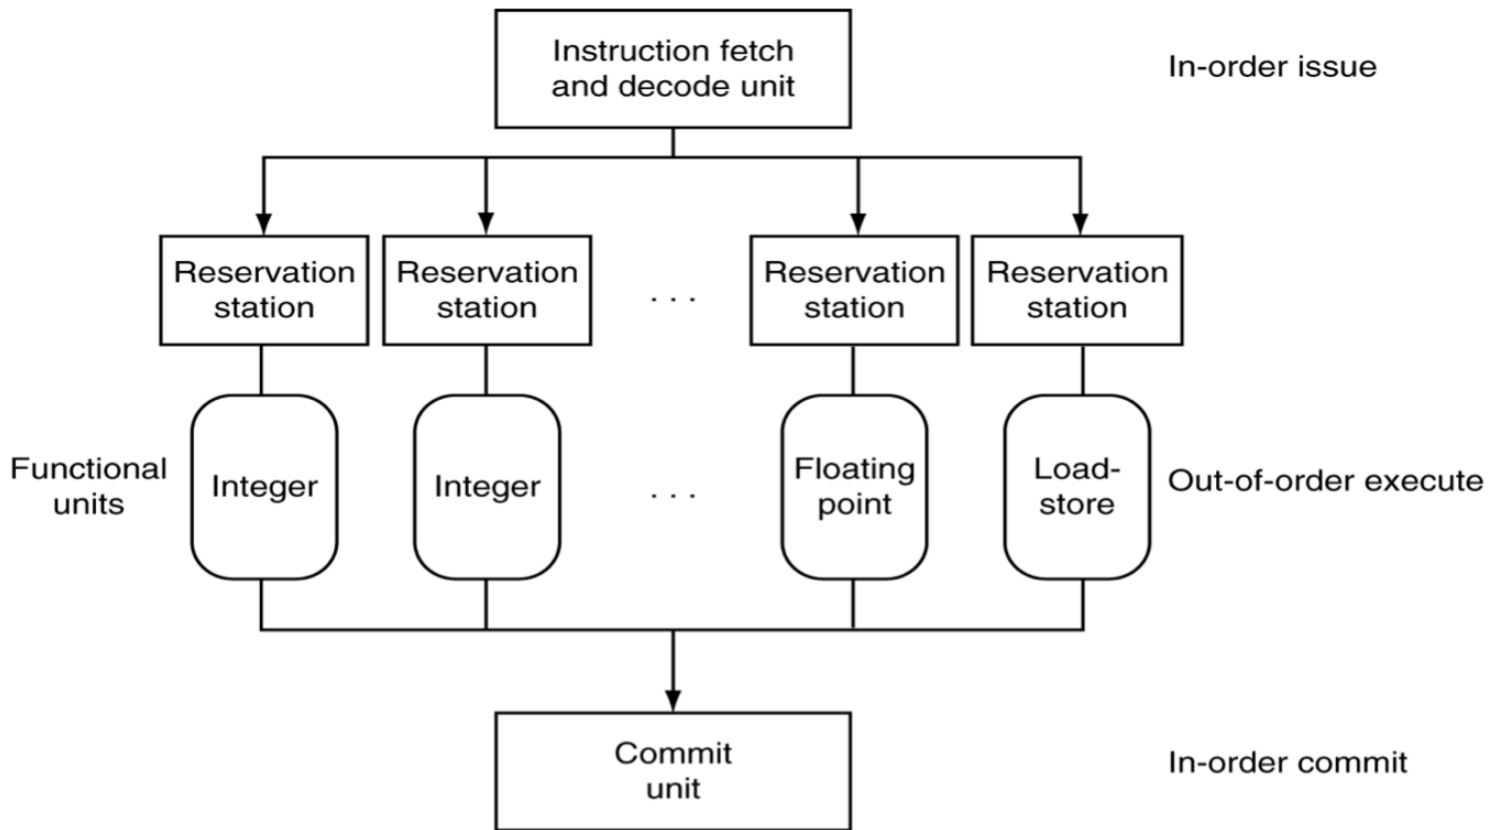 Instruction fetch
and decode unit
In-order issue
Reservation
station
Reservation
station
. . .
Reservation
station
Reservation
station
Functional
units
Integer
Integer
. . .
Floating
point
Load-
store
Out-of-order execute
Commit
unit
In-order commit